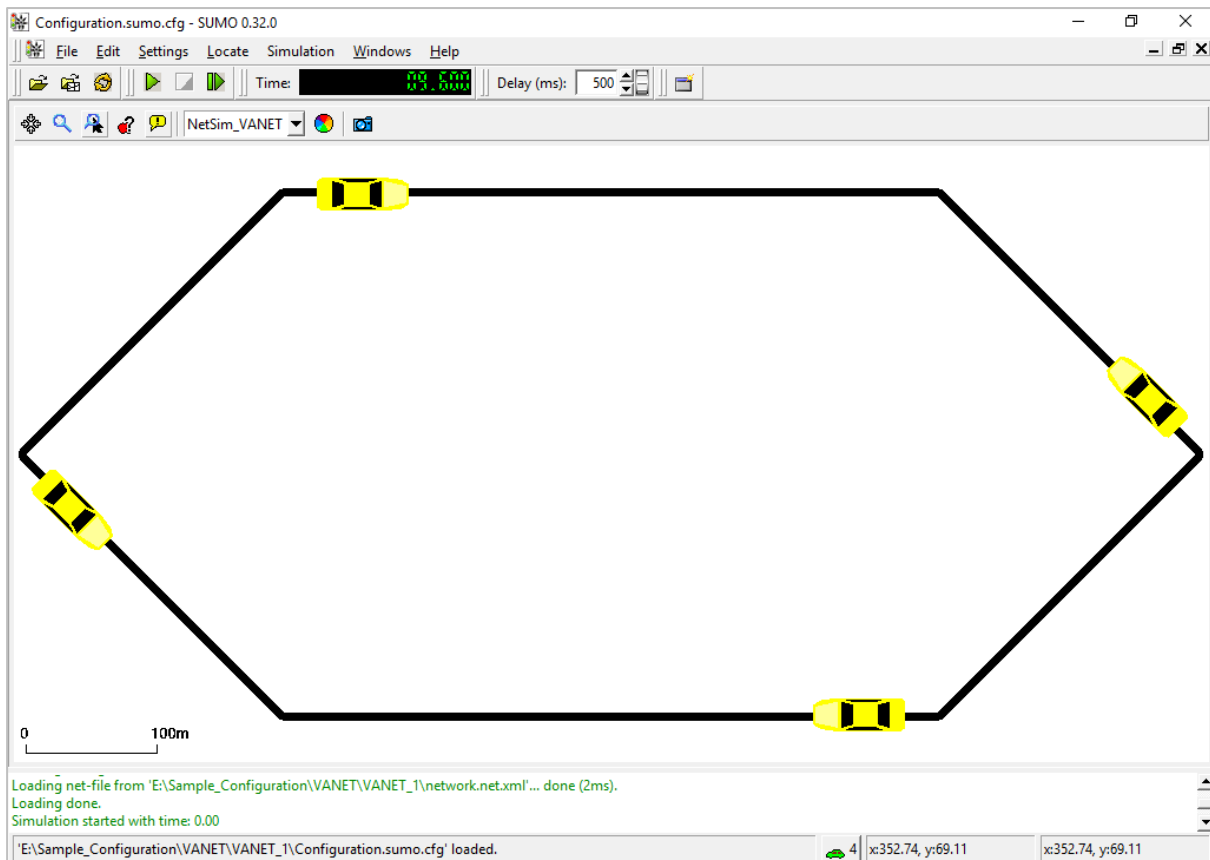 Configuration.sumo.cfg - SUMO 0.32.0
File Edit Settings Locate Simulation Windows Help
Time: 09.600 Delay (ms): 500
NetSim_VANET
0 100m
Loading net-file from 'E:\Sample_Configuration\VANET\VANET_1\network.net.xml'... done (2ms).
Loading done.
Simulation started with time: 0.00
'E:\Sample_Configuration\VANET\VANET_1\Configuration.sumo.cfg' loaded. 4 x:352.74, y:69.11 x:352.74, y:69.11